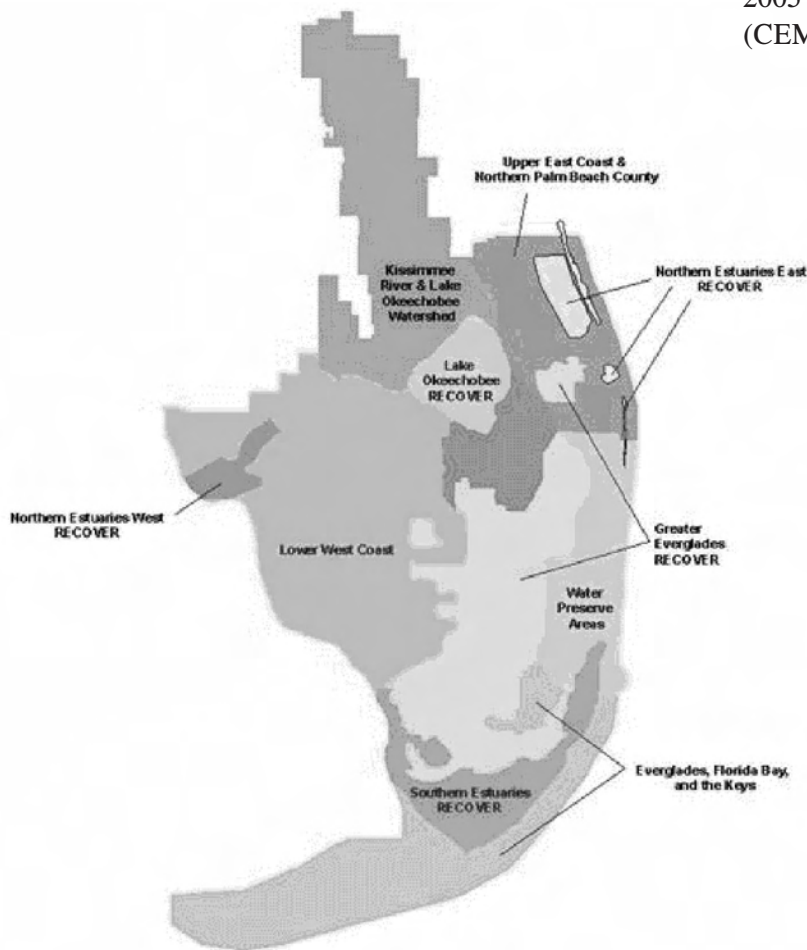 2005
(CEM
Upper East Coast &
Northern Palm Beach County
Northern Estuaries East
RECOVER
Kissimmee
River & Lake
Okeechobee
Watershed
Lake
Okeechobee
RECOVER
Northern Estuaries West
RECOVER
Lower West Coast
Greater
Everglades
RECOVER
Water
Preserve
Areas
Everglades, Florida Bay,
and the Keys
Southern Estuaries
RECOVER